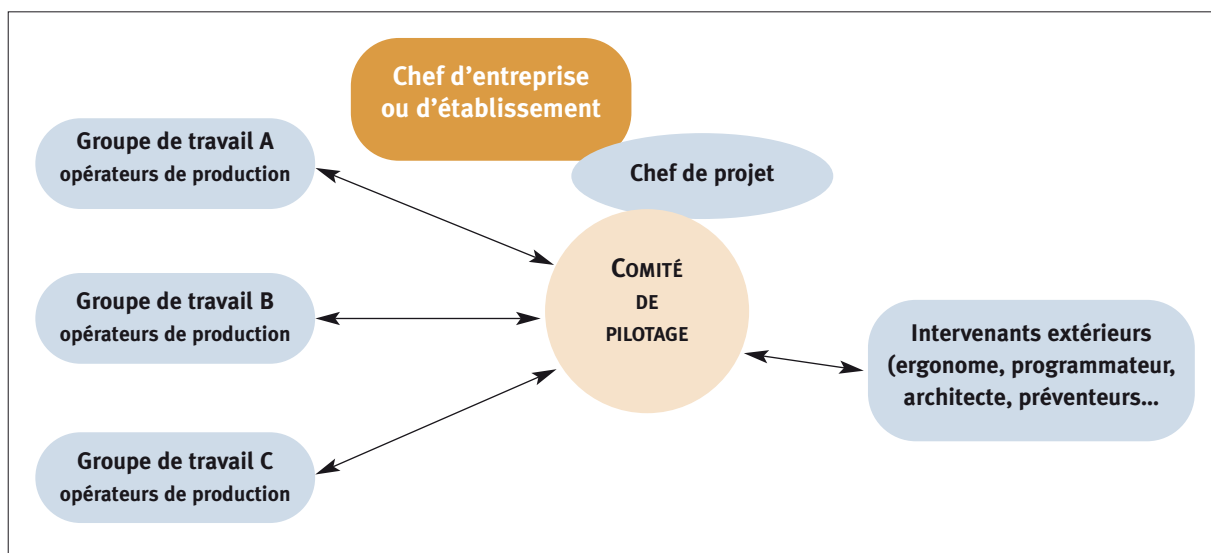 Chef d’entreprise
ou d’établissement
Chef de projet
Groupe de travail A
opérateurs de production
Groupe de travail B
opérateurs de production
Groupe de travail C
opérateurs de production
COMITÉ
DE
PILOTAGE
Intervenants extérieurs
(ergonome, programmateur,
architecte, préventeurs...